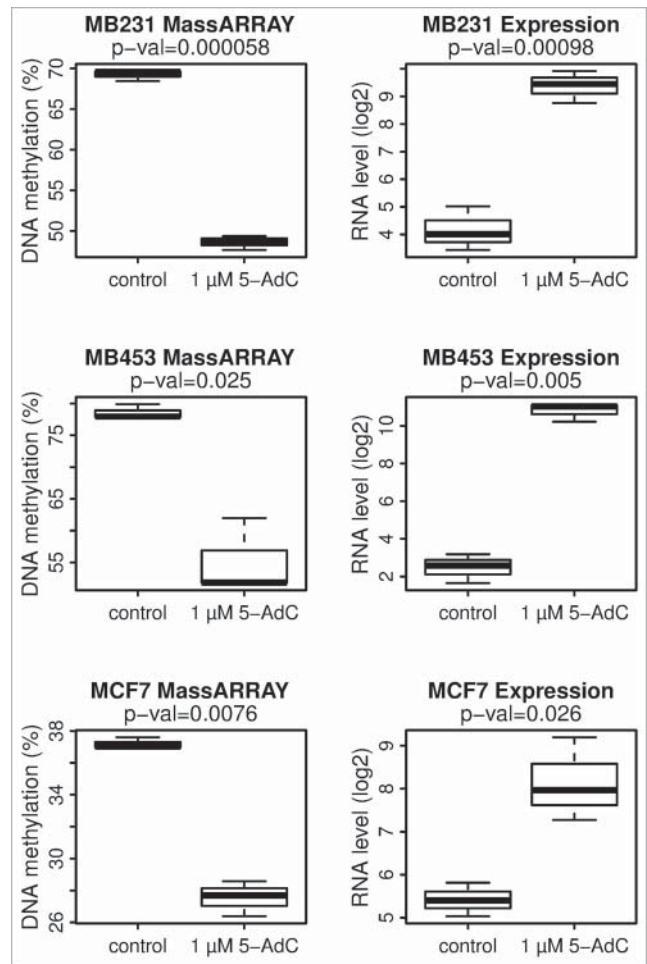 MB231 MassARRAY
p-val=0.000058
DNA methylation (%)
70
65
60
50
control
1 µM 5-AdC
MB231 Expression
p-val=0.00098
RNA level (log2)
9
8
7
6
5
4
control
1 µM 5-AdC
MB453 MassARRAY
p-val=0.025
DNA methylation (%)
75
65
55
control
1 µM 5-AdC
MB453 Expression
p-val=0.005
RNA level (log2)
10
8
6
4
2
control
1 µM 5-AdC
MCF7 MassARRAY
p-val=0.0076
DNA methylation (%)
38
34
30
28
26
control
1 µM 5-AdC
MCF7 Expression
p-val=0.026
RNA level (log2)
9
8
7
6
5
control
1 µM 5-AdC